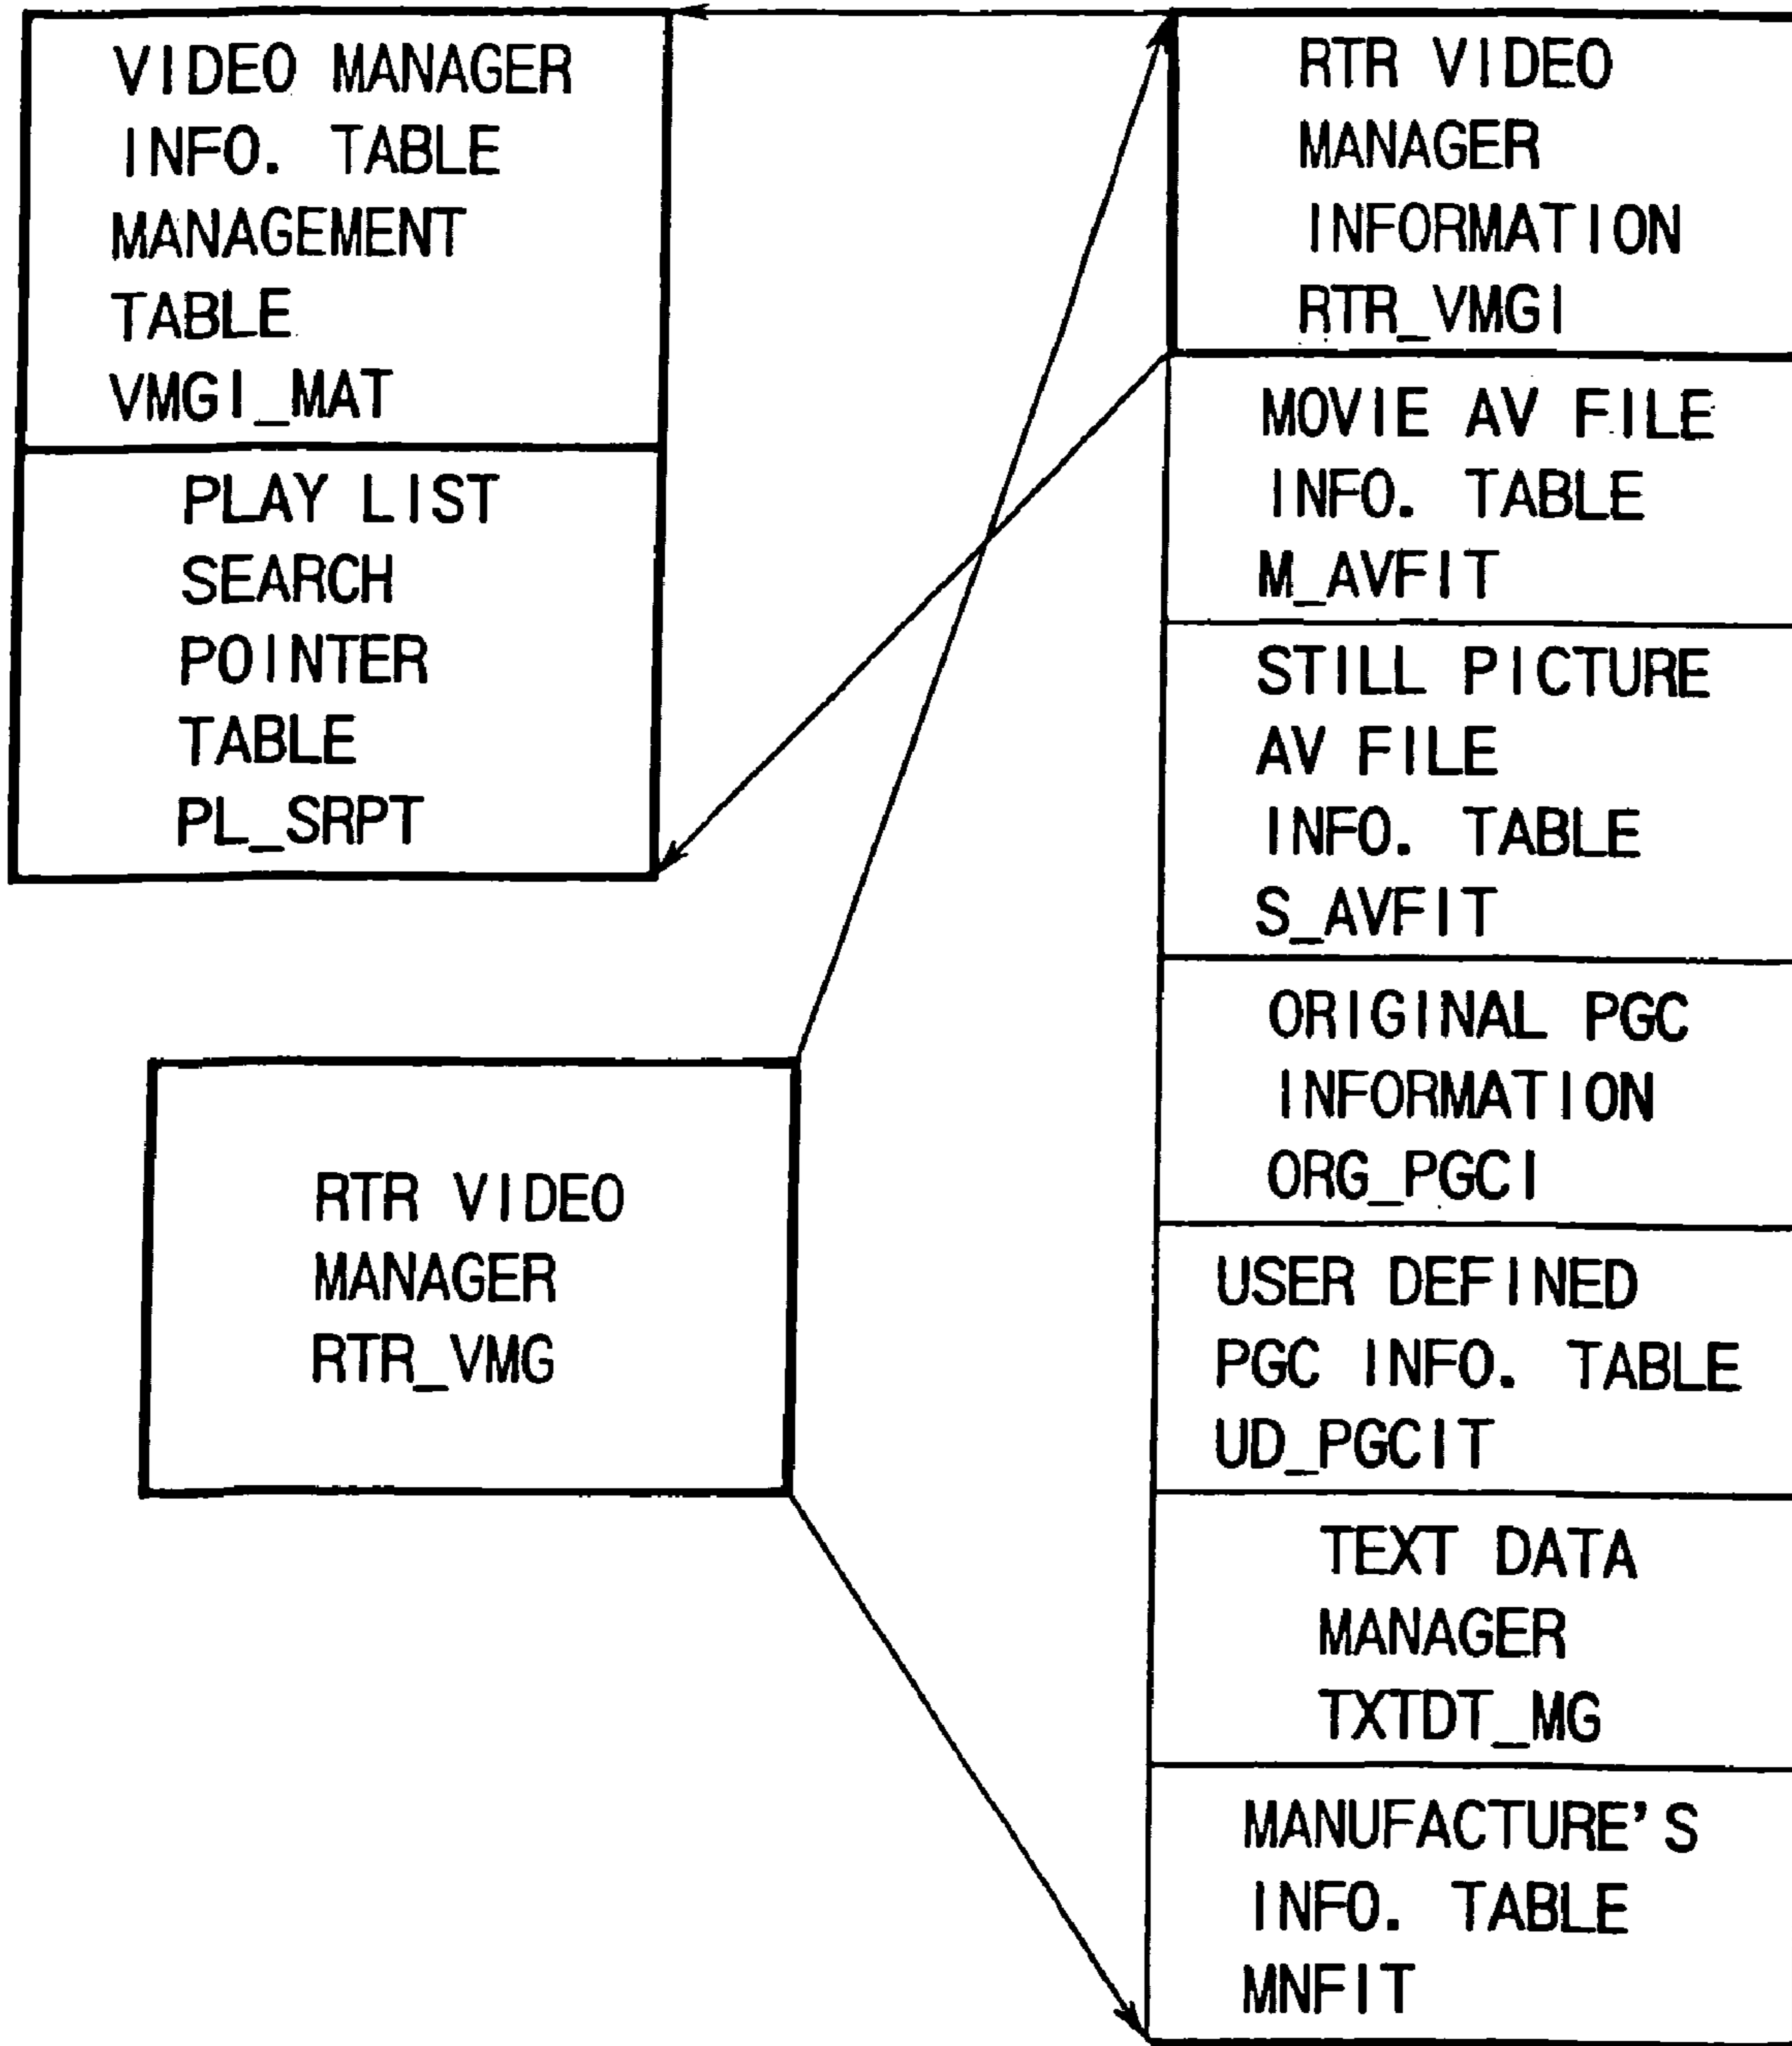 VIDEO MANAGER
INFO. TABLE
MANAGEMENT
TABLE
VMGI_MAT
PLAY LIST
SEARCH
POINTER
TABLE
PL_SRPT
RTR VIDEO
MANAGER
RTR_VMG
RTR VIDEO
MANAGER
INFORMATION
RTR_VMGI
MOVIE AV FILE
INFO. TABLE
M_AVFIT
STILL PICTURE
AV FILE
INFO. TABLE
S_AVFIT
ORIGINAL PGC
INFORMATION
ORG_PGCI
USER DEFINED
PGC INFO. TABLE
UD_PGCIT
TEXT DATA
MANAGER
TXTDT_MG
MANUFACTURE'S
INFO. TABLE
MNFIT